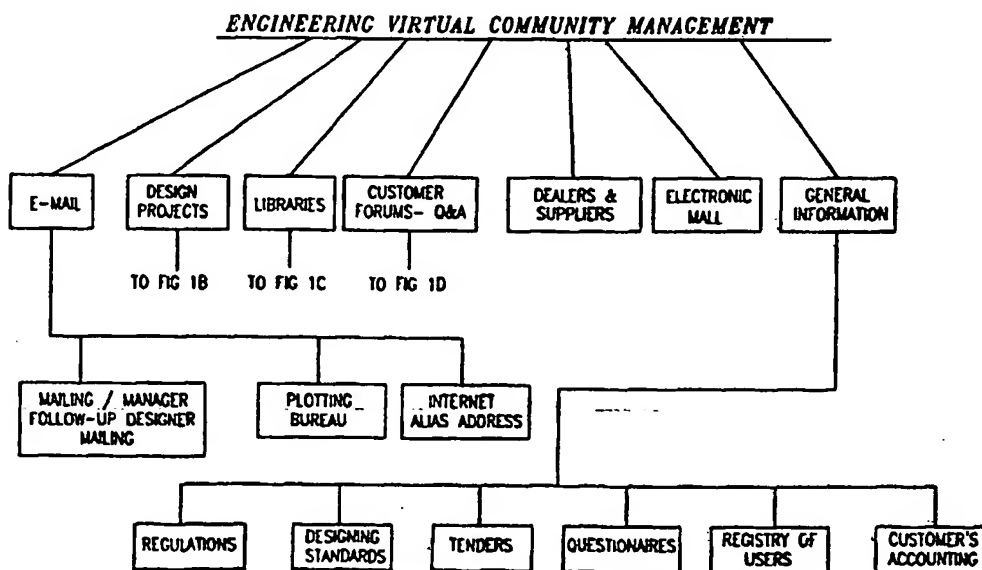 ENGINEERING VIRTUAL COMMUNITY MANAGEMENT
E-MAIL
DESIGN
PROJECTS
LIBRARIES
CUSTOMER
FORUMS- Q&A
DEALERS &
SUPPLIERS
ELECTRONIC
MALL
GENERAL
INFORMATION
TO FIG 1B
TO FIG 1C
TO FIG 1D
MAILING / MANAGER
FOLLOW-UP DESIGNER
MAILING
PLOTTING
BUREAU
INTERNET
ALIAS ADDRESS
REGULATIONS
DESIGNING
STANDARDS
TENDERS
QUESTIONAIRES
REGISTRY OF
USERS
CUSTOMER'S
ACCOUNTING